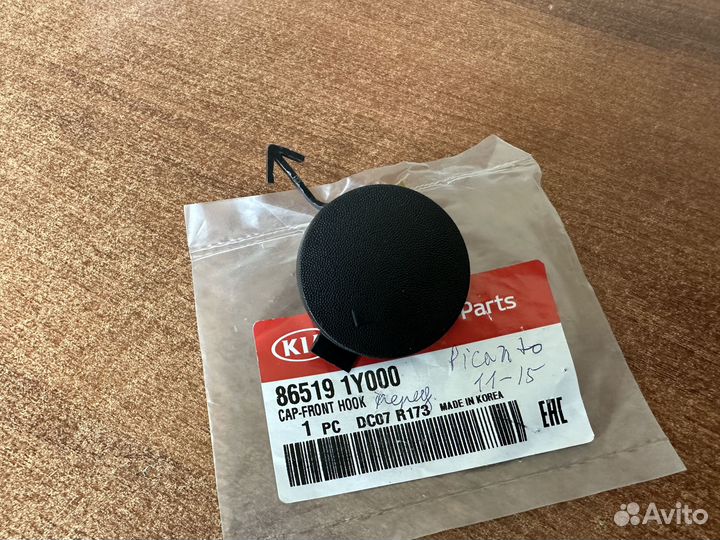 KI
Parts
86519 1Y000
Picanto
11-15
CAP-FRONT HOOK перед.
1 PC DC07 R173 MADE IN KOREA
EAC
Avito